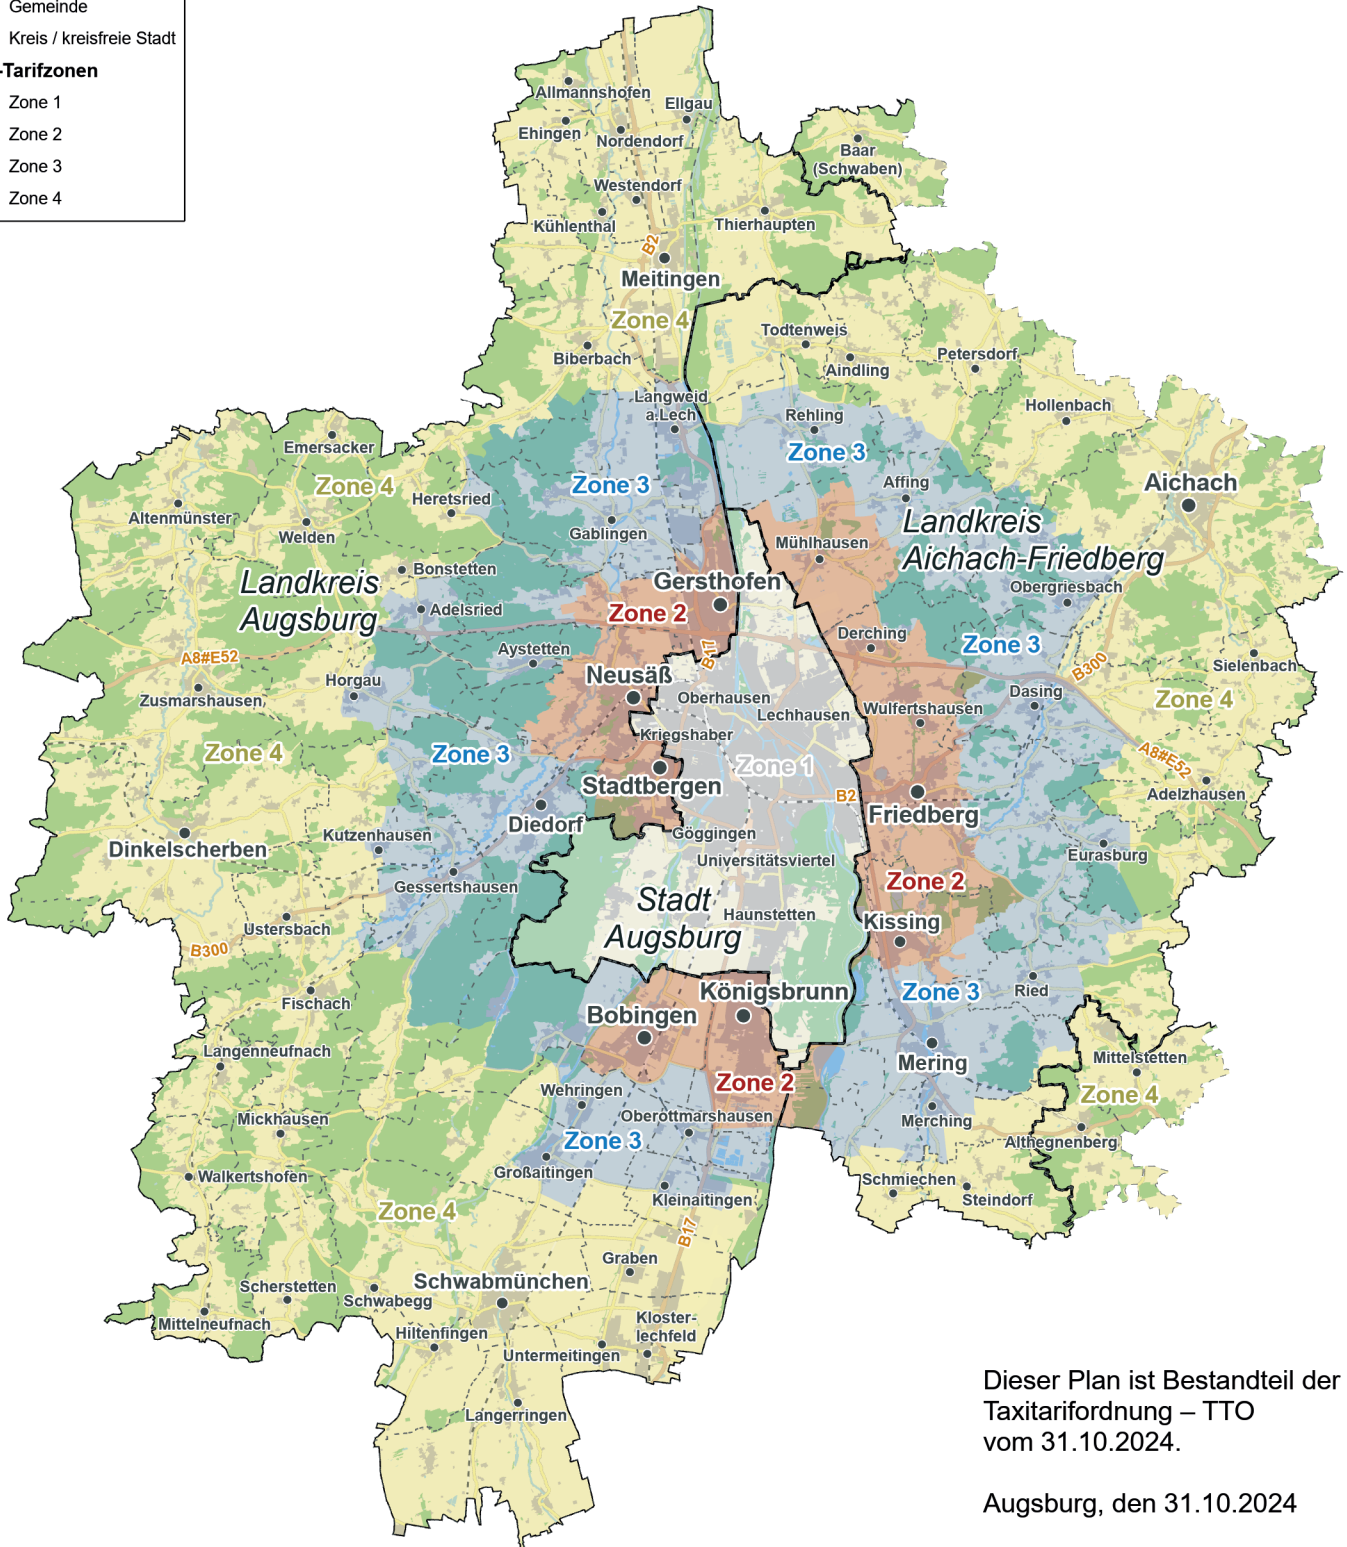 Gemeinde
Kreis / kreisfreie Stadt
-Tarifzonen
Zone 1
Zone 2
Zone 3
Zone 4
Allmannshofen
Ellgau
Ehingen
Nordendorf
Baar
(Schwaben)
Westendorf
Kühlenthal
Thierhaupten
B2
Meitingen
Zone 4
Todtenweis
Biberbach
Aindling
Petersdorf
Langweid
a.Lech
Rehling
Hollenbach
Emersacker
Zone 3
Zone 4
Zone 3
Heretsried
Affing
Aichach
Altenmünster
Welden
Gablingen
Mühlhausen
Landkreis
Aichach-Friedberg
Bonstetten
Landkreis
Augsburg
Gersthofen
Obergriesbach
Adelsried
Zone 2
Derching
Zone 3
A8#E52
Aystetten
B17
B300
Sielenbach
Horgau
Neusäß
Zusmarshausen
Oberhausen
Lechhausen
Wulfertshausen
Dasing
Zone 4
Kriegshaber
Zone 4
Zone 3
Zone 1
A8#E52
Stadtbergen
B2
Friedberg
Adelzhausen
Diedorf
Göggingen
Kutzenhausen
Dinkelscherben
Universitätsviertel
Eurasburg
Gessertshausen
Zone 2
Stadt
Augsburg
Haunstetten
Kissing
Ustersbach
B300
Königsbrunn
Zone 3
Ried
Fischach
Bobingen
Langenneufnach
Mering
Mittelstetten
Wehringen
Zone 2
Zone 4
Mickhausen
Oberottmarshausen
Merching
Zone 3
Althegnenberg
Walkertshofen
Großaitingen
Kleinaitingen
Schmiechen
Steindorf
Zone 4
B17
Graben
Schwabmünchen
Scherstetten
Schwabegg
Mittelneufnach
Hiltenfingen
Kloster-
lechfeld
Untermeitingen
Langerringen
Dieser Plan ist Bestandteil der
Taxitarifordnung – TTO
vom 31.10.2024.
Augsburg, den 31.10.2024